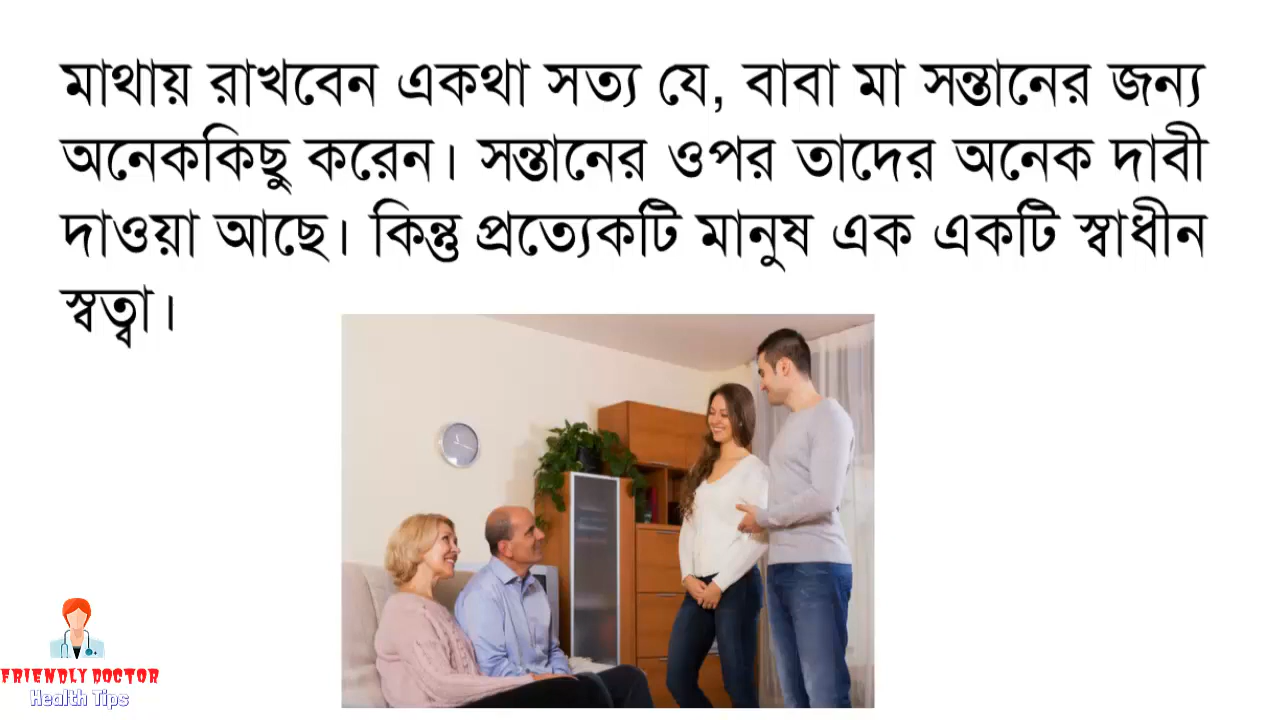 মাথায় রাখবেন একথা সত্য যে, বাবা মা সন্তানের জন্য
অনেককিছু করেন। সন্তানের ওপর তাদের অনেক দাবী
দাওয়া আছে। কিন্তু প্রত্যেকটি মানুষ এক একটি স্বাধীন
স্বত্বা।
FRIENDLY DOCTOR
Health Tips